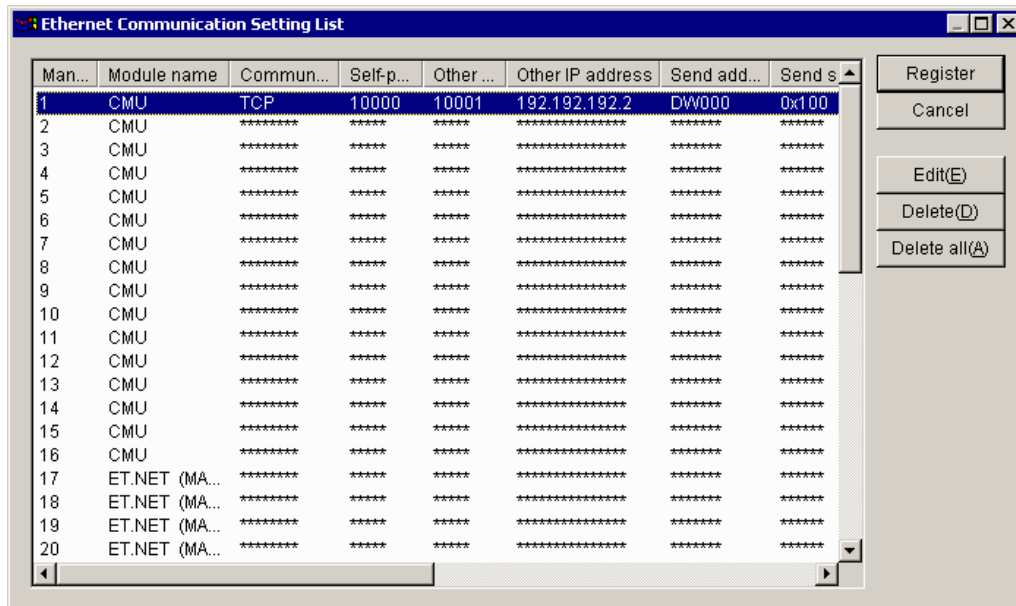 Ethernet Communication Setting List
Man... Module name Commun... Self-p... Other ... Other IP address Send add... Send s
1 CMU TCP 10000 10001 192.192.192.2 DW000 0x100
2 CMU ******** ***** ***** *************** ******* ******
3 CMU ******** ***** ***** *************** ******* ******
4 CMU ******** ***** ***** *************** ******* ******
5 CMU ******** ***** ***** *************** ******* ******
6 CMU ******** ***** ***** *************** ******* ******
7 CMU ******** ***** ***** *************** ******* ******
8 CMU ******** ***** ***** *************** ******* ******
9 CMU ******** ***** ***** *************** ******* ******
10 CMU ******** ***** ***** *************** ******* ******
11 CMU ******** ***** ***** *************** ******* ******
12 CMU ******** ***** ***** *************** ******* ******
13 CMU ******** ***** ***** *************** ******* ******
14 CMU ******** ***** ***** *************** ******* ******
15 CMU ******** ***** ***** *************** ******* ******
16 CMU ******** ***** ***** *************** ******* ******
17 ET.NET (MA... ******** ***** ***** *************** ******* ******
18 ET.NET (MA... ******** ***** ***** *************** ******* ******
19 ET.NET (MA... ******** ***** ***** *************** ******* ******
20 ET.NET (MA... ******** ***** ***** *************** ******* ******
Register
Cancel
Edit(E)
Delete(D)
Delete all(A)